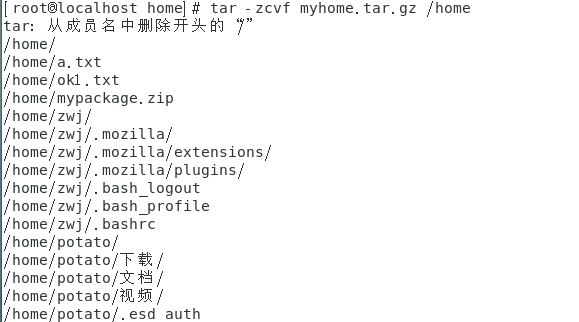 [root@localhost home]# tar -zcvf myhome.tar.gz /home
tar: 从成员名中删除开头的“/”
/home/
/home/a.txt
/home/ok1.txt
/home/mypackage.zip
/home/zwj/
/home/zwj/.mozilla/
/home/zwj/.mozilla/extensions/
/home/zwj/.mozilla/plugins/
/home/zwj/.bash_logout
/home/zwj/.bash_profile
/home/zwj/.bashrc
/home/potato/
/home/potato/下载/
/home/potato/文档/
/home/potato/视频/
/home/potato/.esd_auth